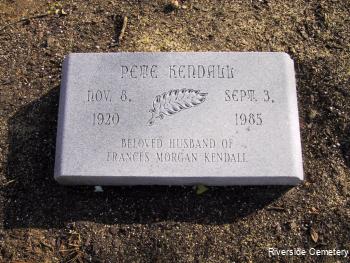 PETE KENDALL
NOV. 8, SEPT. 3,
1920 1985
BELOVED HUSBAND OF
FRANCES MORGAN KENDALL
Riverside Cemetery